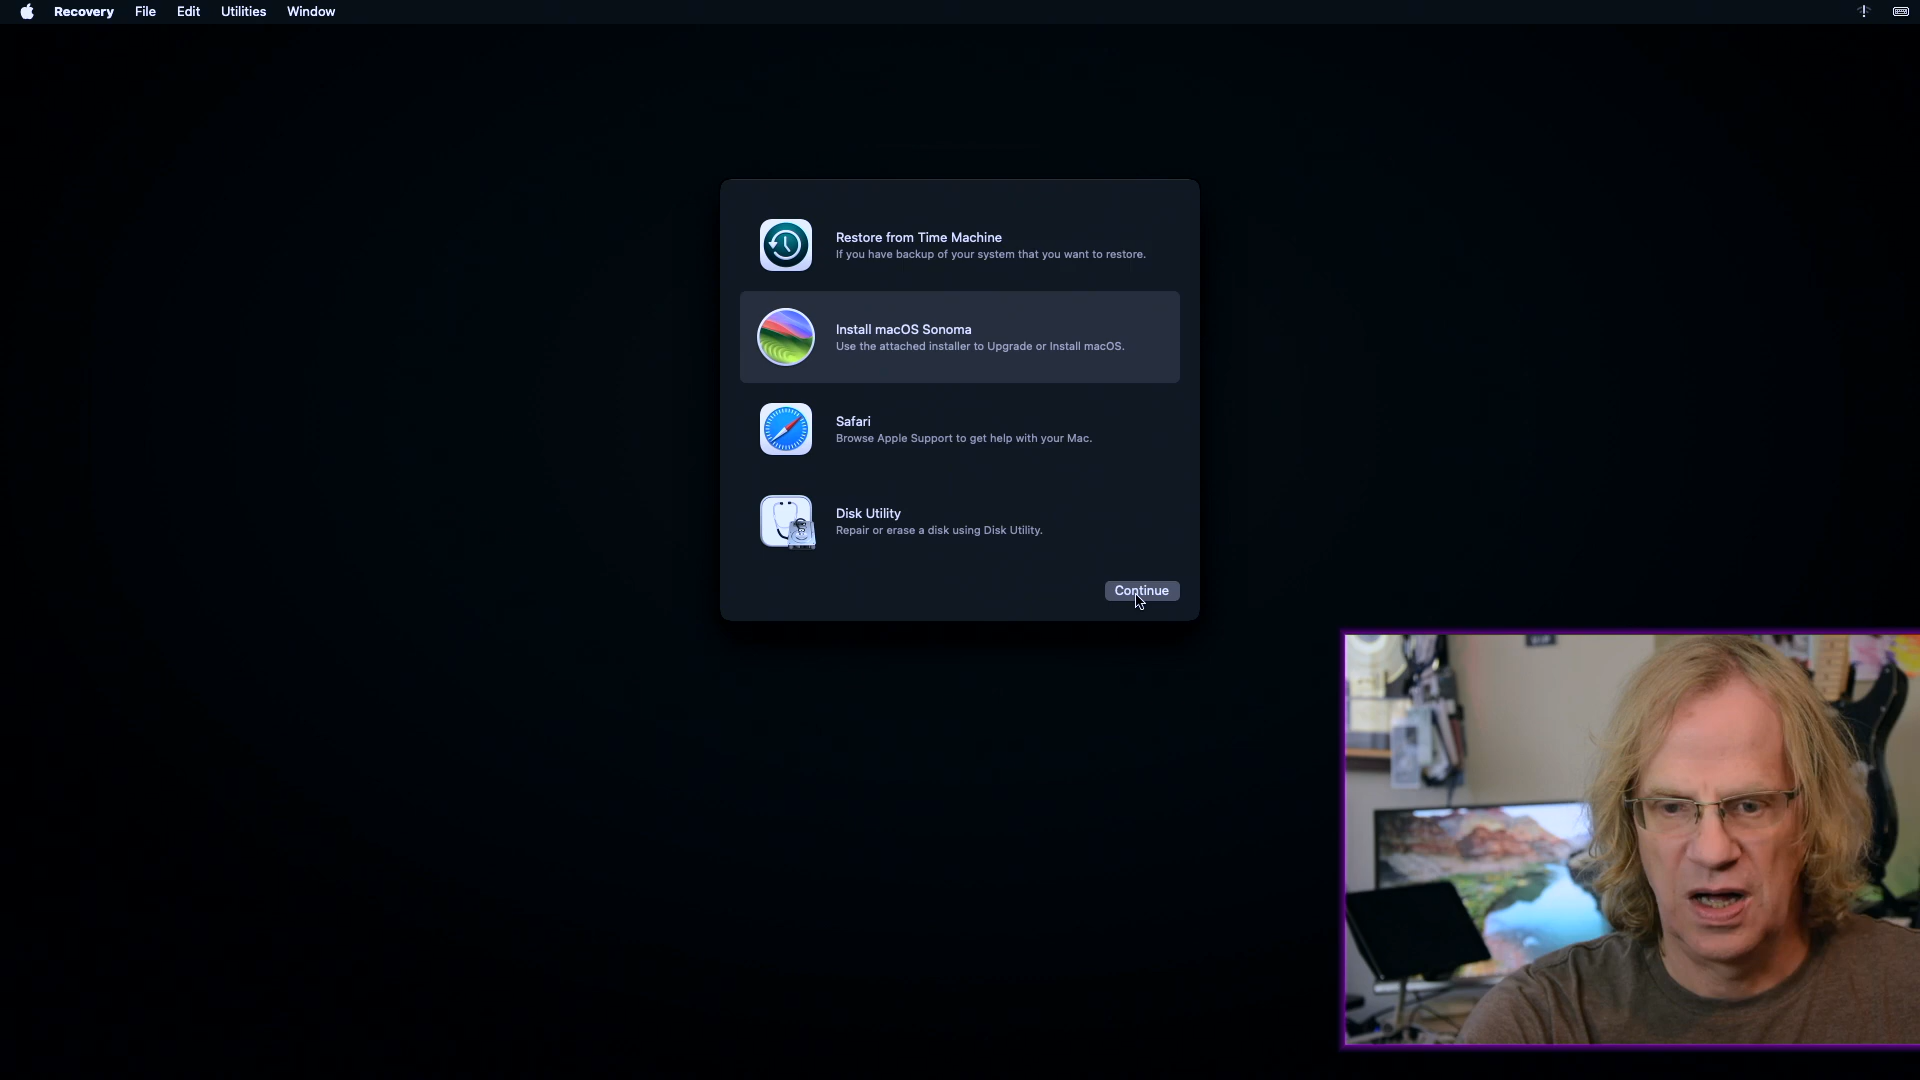 Recovery File Edit Utilities Window
Restore from Time Machine
If you have backup of your system that you want to restore.
Install macOS Sonoma
Use the attached installer to Upgrade or Install macOS.
Safari
Browse Apple Support to get help with your Mac.
Disk Utility
Repair or erase a disk using Disk Utility.
Continue